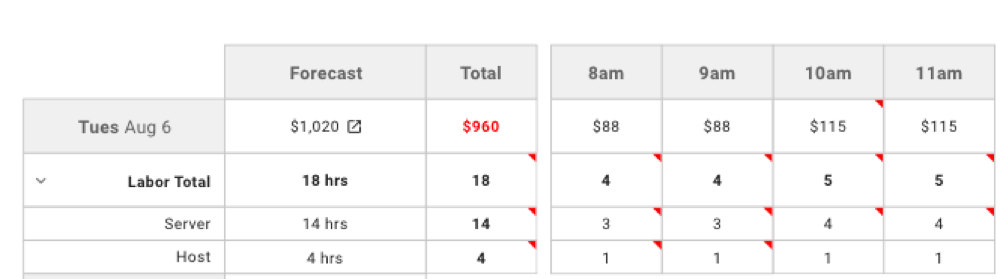 Forecast Total 8am 9am 10am 11am
Tues Aug 6 $1,020 $960 $88 $88 $115 $115
Labor Total 18 hrs 18 4 4 5 5
Server 14 hrs 14 3 3 4 4
Host 4 hrs 4 1 1 1 1